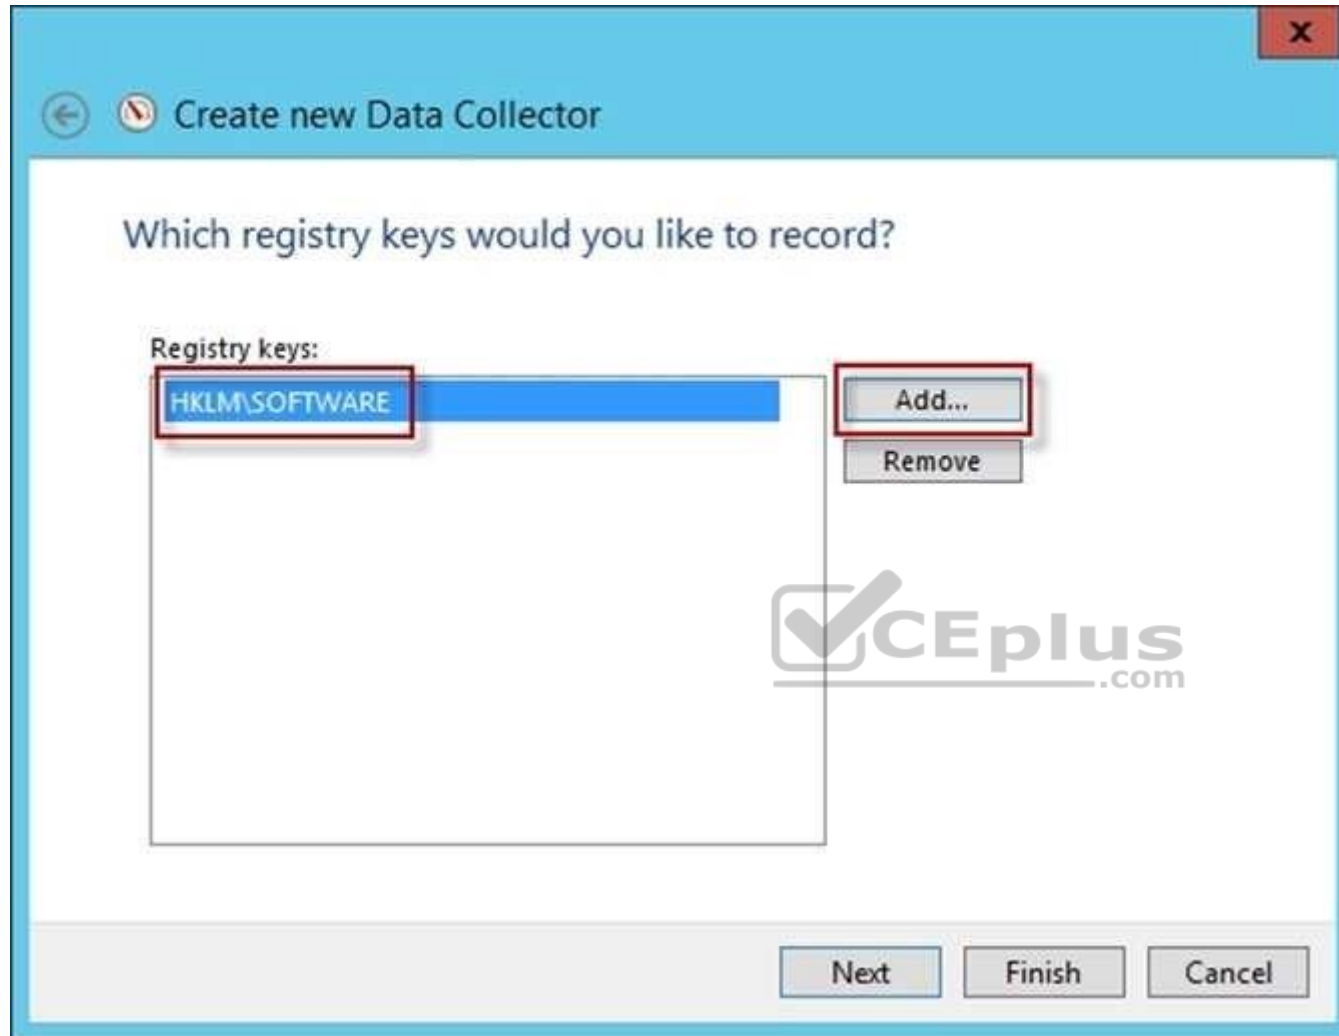 x
Create new Data Collector
Which registry keys would you like to record?
Registry keys:
HKLM\SOFTWARE
Add...
Remove
CEplus
.com
Next Finish Cancel